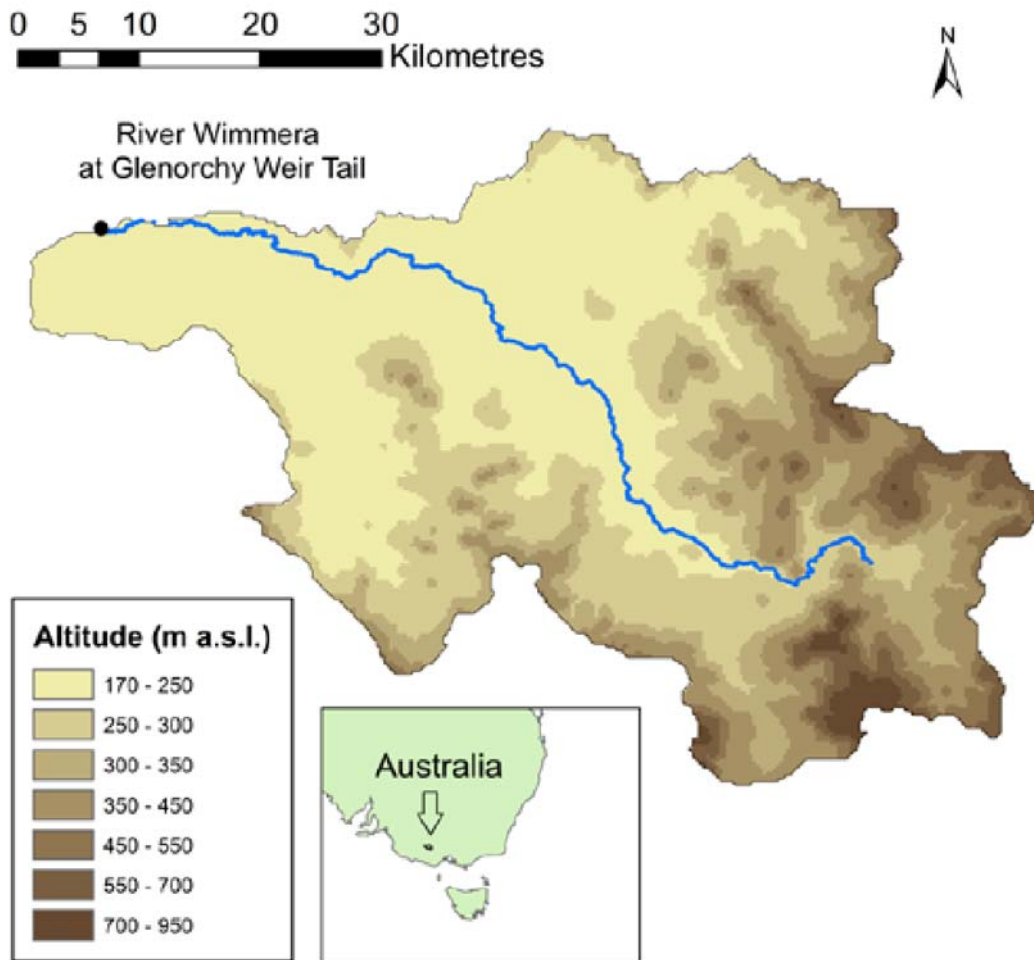 0 5 10 20 30
Kilometres
N
River Wimmera
at Glenorchy Weir Tail
Altitude (m a.s.l.)
170 - 250
250 - 300
300 - 350
350 - 450
450 - 550
550 - 700
700 - 950
Australia